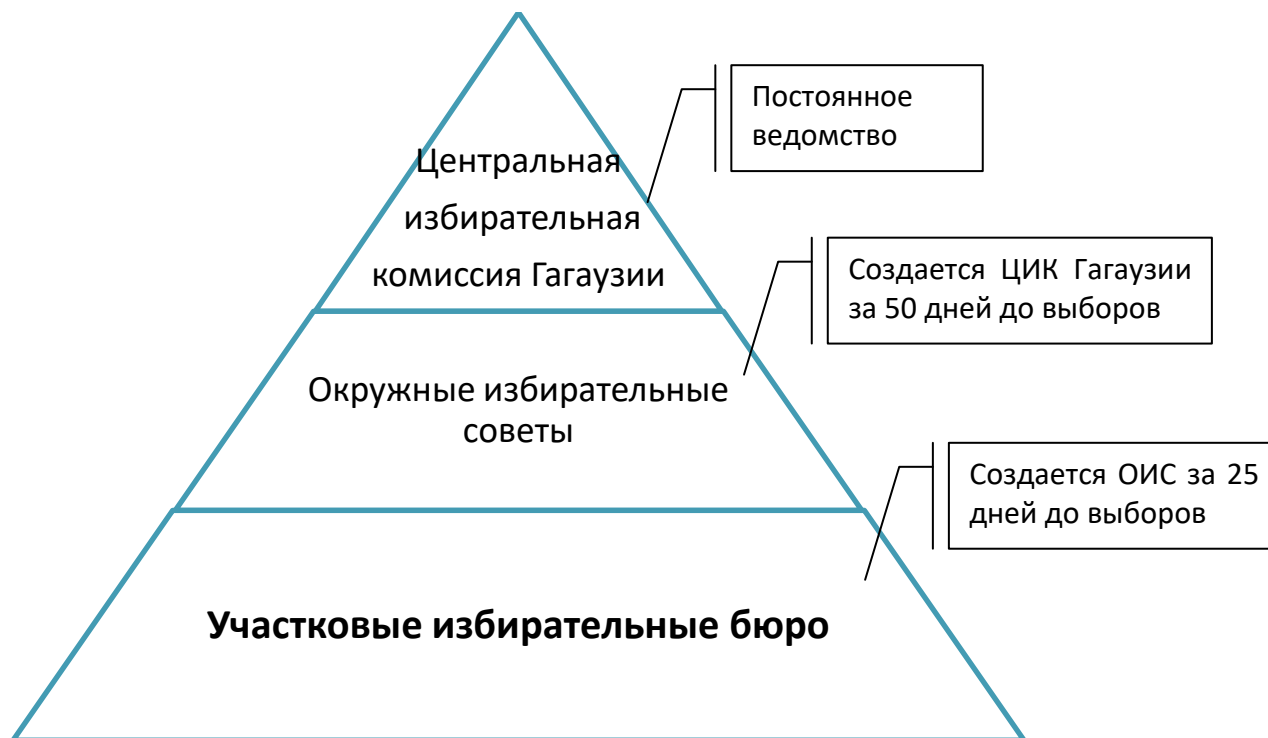 Постоянное
ведомство
Центральная
избирательная
комиссия Гагаузии
Создается ЦИК Гагаузии
за 50 дней до выборов
Окружные избирательные
советы
Создается ОИС за 25
дней до выборов
Участковые избирательные бюро